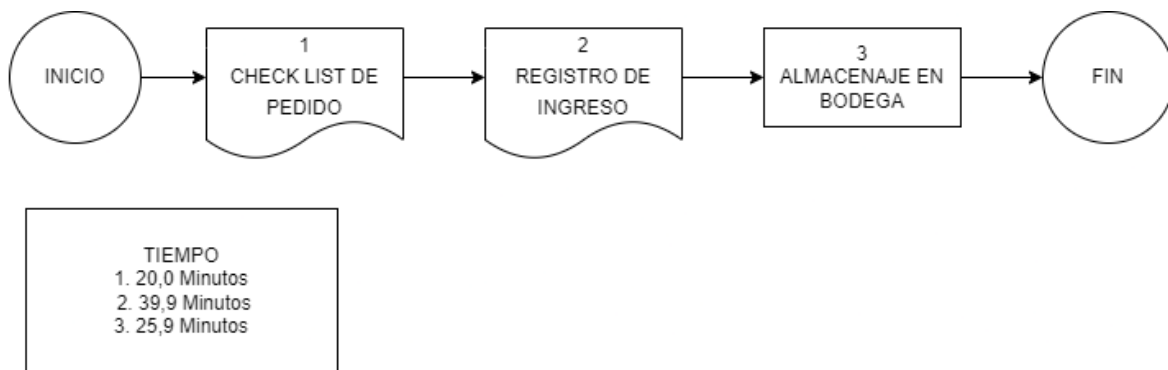 INICIO
1
CHECK LIST DE
PEDIDO
2
REGISTRO DE
INGRESO
3
ALMACENAJE EN
BODEGA
FIN
TIEMPO
1. 20,0 Minutos
2. 39,9 Minutos
3. 25,9 Minutos